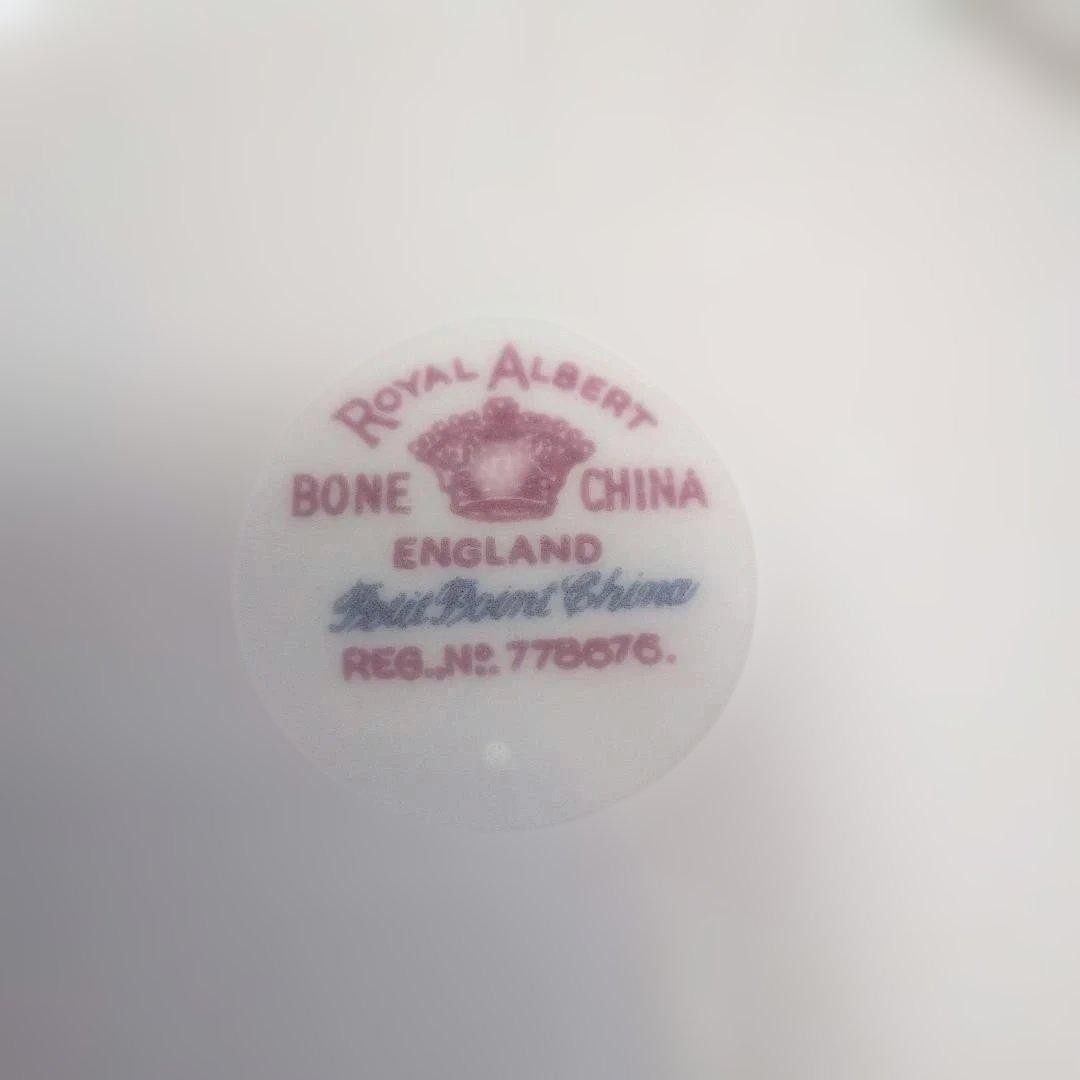 ROYAL ALBERT
BONE CHINA
ENGLAND
Petit Point China
REG., Nº 778676.